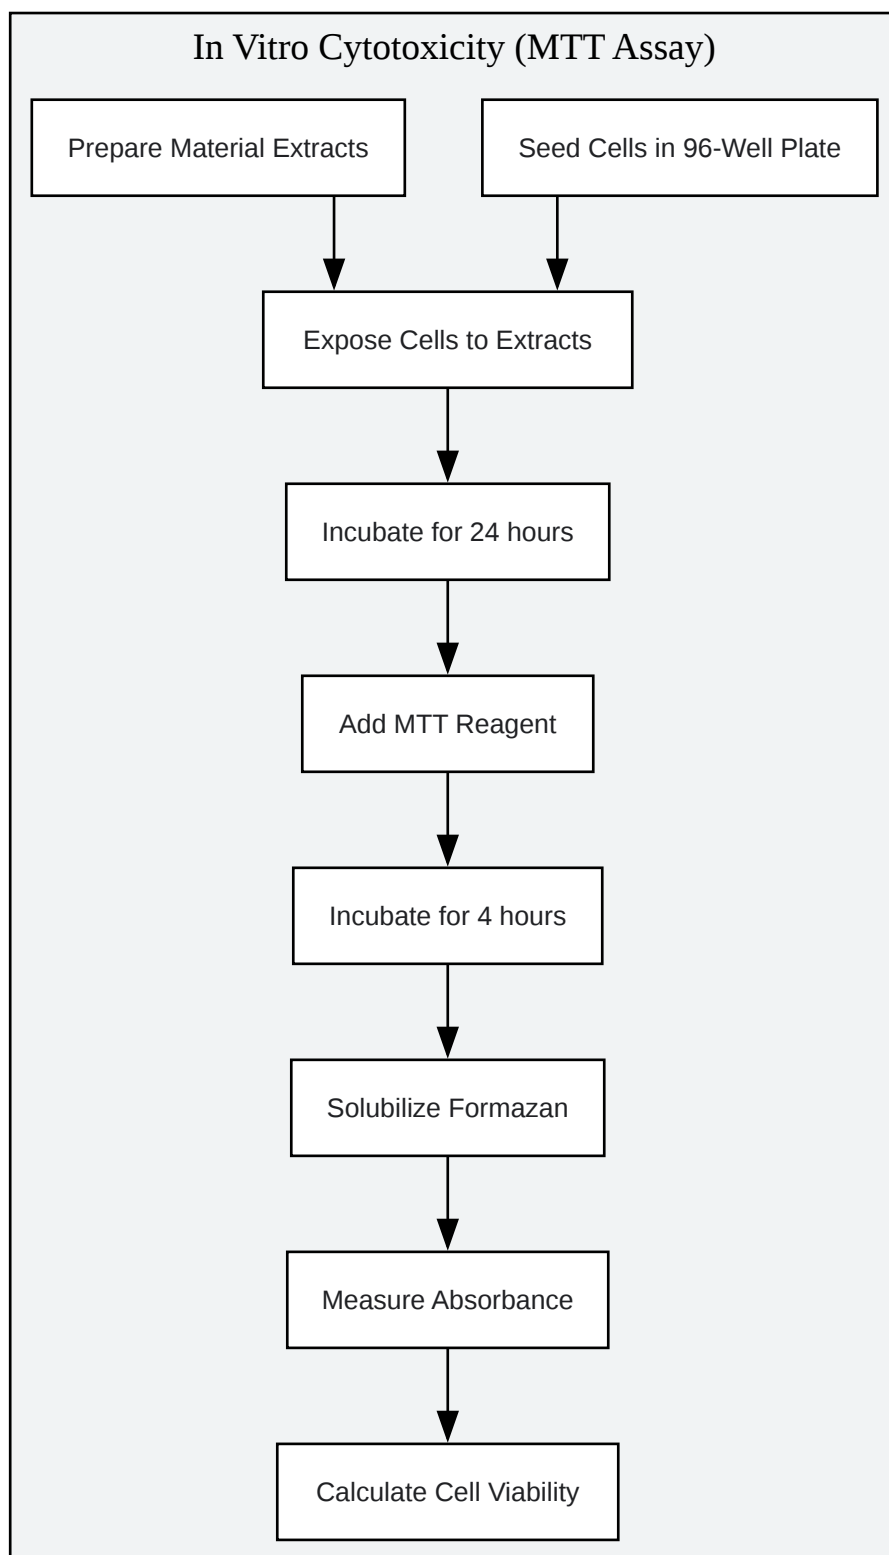 In Vitro Cytotoxicity (MTT Assay)
Prepare Material Extracts
Seed Cells in 96-Well Plate
Expose Cells to Extracts
Incubate for 24 hours
Add MTT Reagent
Incubate for 4 hours
Solubilize Formazan
Measure Absorbance
Calculate Cell Viability